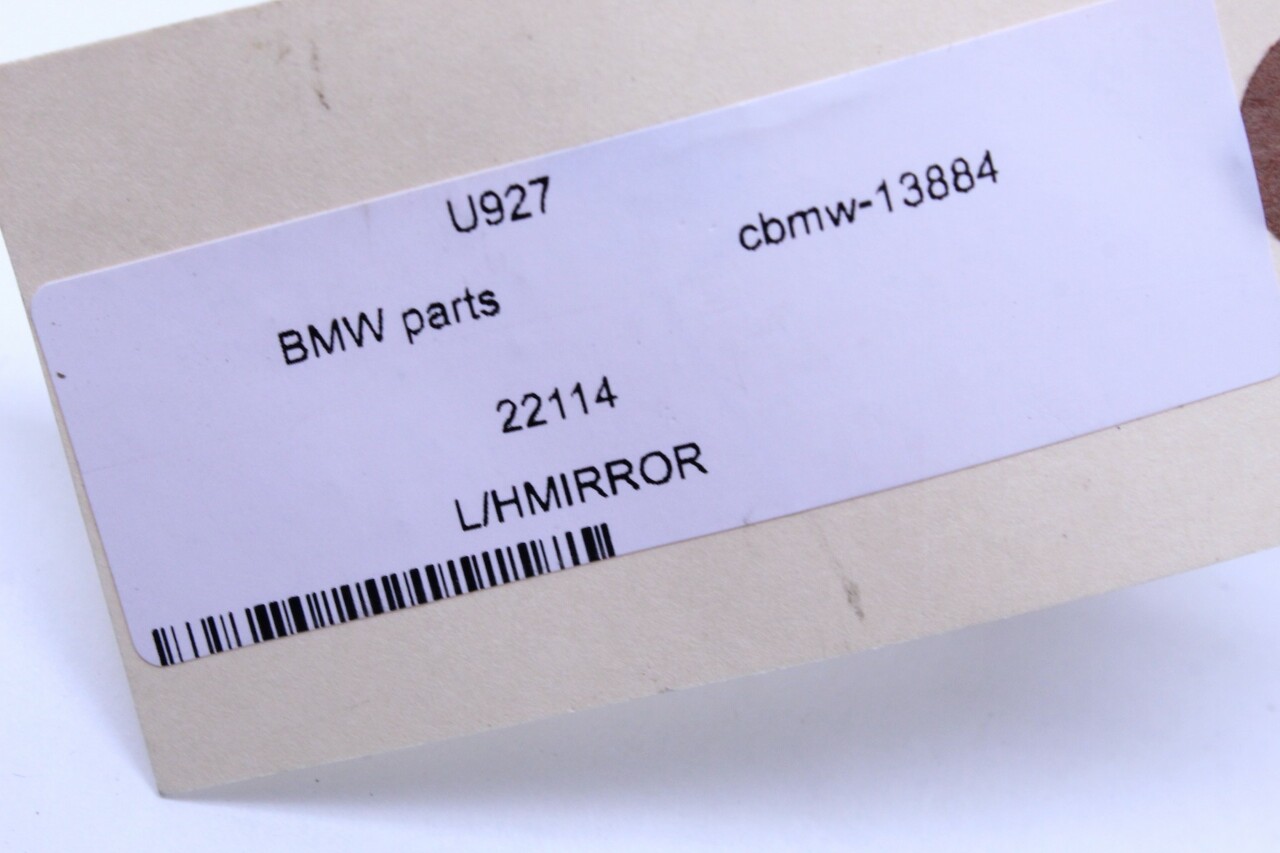 U927 cbmw-13884
BMW parts
22114
L/HMIRROR